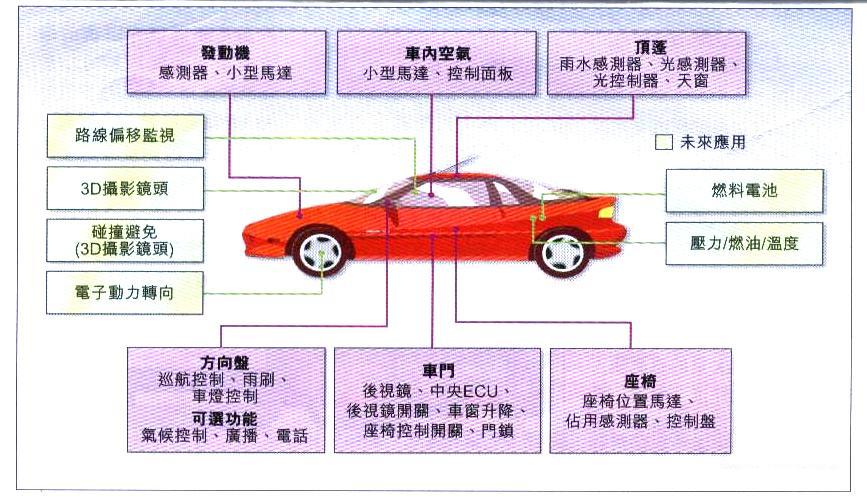 發動機
感測器、小型馬達
車內空氣
小型馬達、控制面板
頂蓬
雨水感測器、光感測器、
光控制器、天窗
路線偏移監視
3D攝影鏡頭
碰撞避免
(3D攝影鏡頭)
電子動力轉向
未來應用
燃料電池
壓力/燃油/溫度
方向盤
巡航控制、雨刷、
車燈控制
可選功能
氣候控制、廣播、電話
車門
後視鏡、中央ECU、
後視鏡開關、車窗升降、
座椅控制開關、門鎖
座椅
座椅位置馬達、
佔用感測器、控制盤